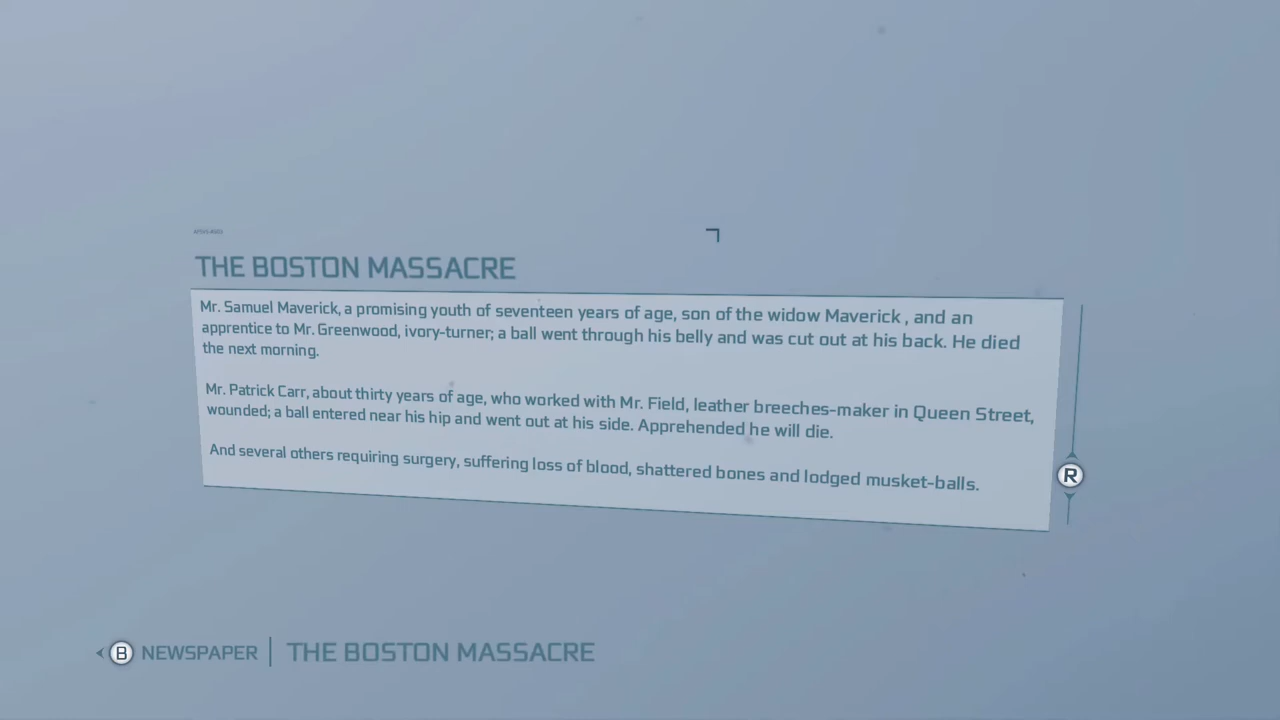 THE BOSTON MASSACRE
Mr. Samuel Maverick, a promising youth of seventeen years of age, son of the widow Maverick , and an
apprentice to Mr. Greenwood, ivory-turner; a ball went through his belly and was cut out at his back. He died
the next morning.
Mr. Patrick Carr, about thirty years of age, who worked with Mr. Field, leather breeches-maker in Queen Street,
wounded; a ball entered near his hip and went out at his side. Apprehended he will die.
And several others requiring surgery, suffering loss of blood, shattered bones and lodged musket-balls.
R
B NEWSPAPER THE BOSTON MASSACRE